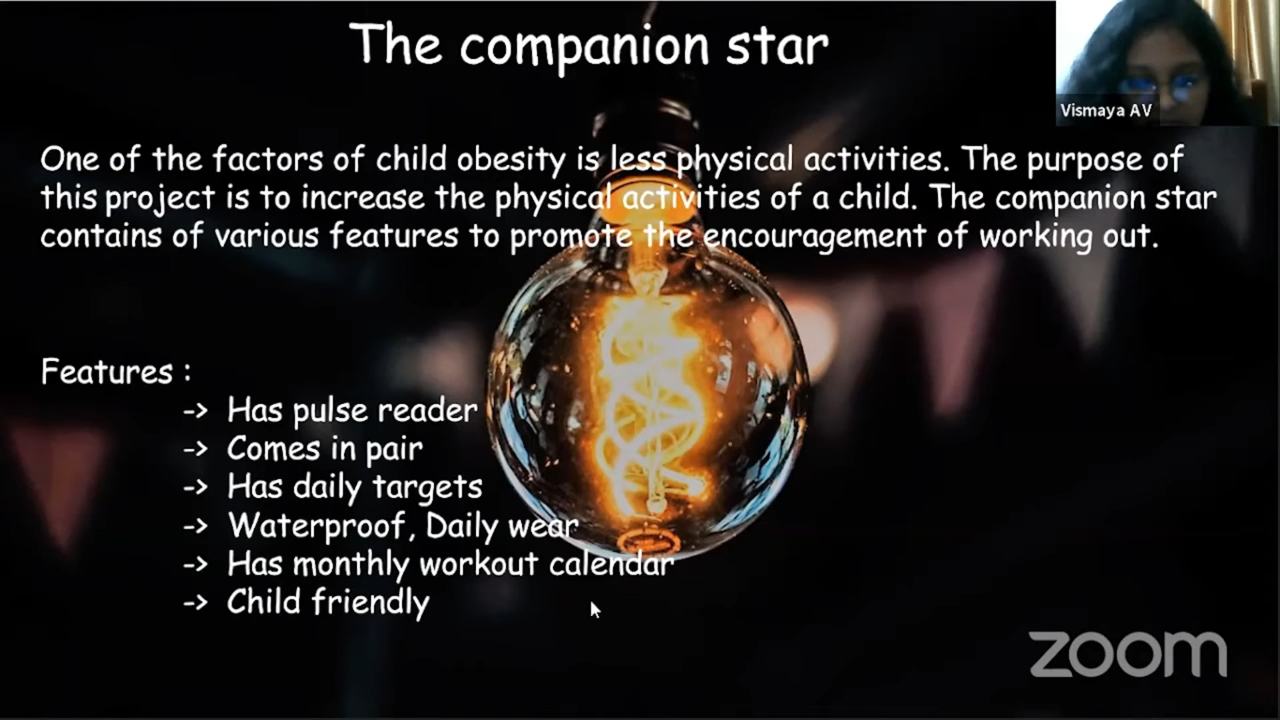 The companion star
Vismaya AV
One of the factors of child obesity is less physical activities. The purpose of
this project is to increase the physical activities of a child. The companion star
contains of various features to promote the encouragement of working out.
Features :
-> Has pulse reader
-> Comes in pair
-> Has daily targets
-> Waterproof, Daily wear
-> Has monthly workout calendar
-> Child friendly
zoom